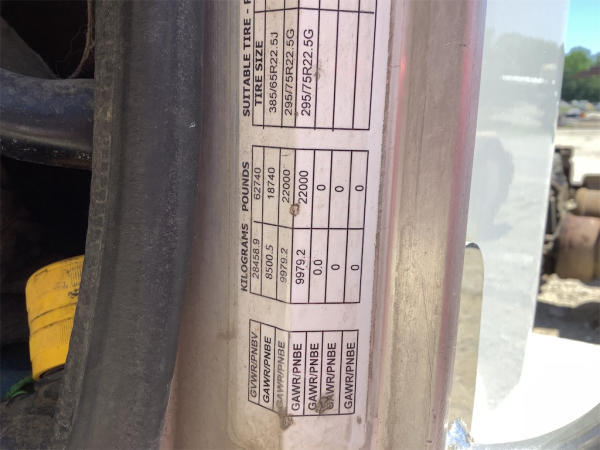 KILOGRAMS POUNDS SUITABLE TIRE -
TIRE SIZE
GVWR/PNBV 28458.9 62740
GAWR/PNBE 8500.5 18740 385/65R22.5J
GAWR/PNBE 9979.2 22000 295/75R22.5G
GAWR/PNBE 9979.2 22000 295/75R22.5G
GAWR/PNBE 0.0 0
GAWR/PNBE 0 0
GAWR/PNBE 0 0